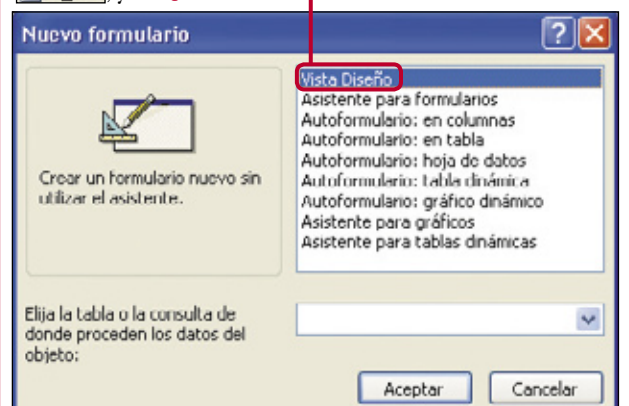 Nuevo formulario
Vista Diseño
Asistente para formularios
Autoformulario: en columnas
Autoformulario: en tabla
Autoformulario: hoja de datos
Autoformulario: tabla dinámica
Autoformulario: gráfico dinámico
Asistente para gráficos
Asistente para tablas dinámicas
Crear un formulario nuevo sin
utilizar el asistente.
Elija la tabla o la consulta de
donde proceden los datos del
objeto:
Aceptar
Cancelar